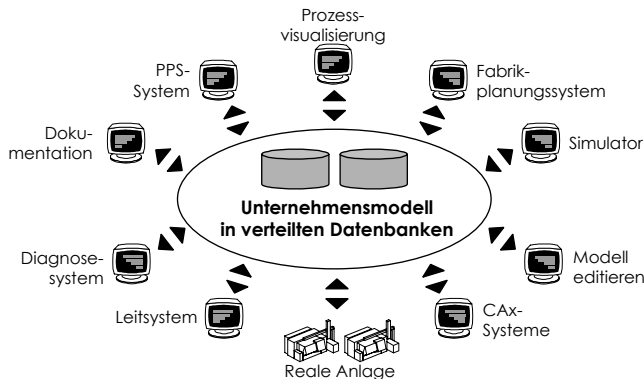 Prozess-
visualisierung
PPS-
System
Fabrik-
planungssystem
Doku-
mentation
Simulator
Unternehmensmodell
in verteilten Datenbanken
Diagnose-
system
Modell
editieren
Leitsystem
CAx-
Systeme
Reale Anlage